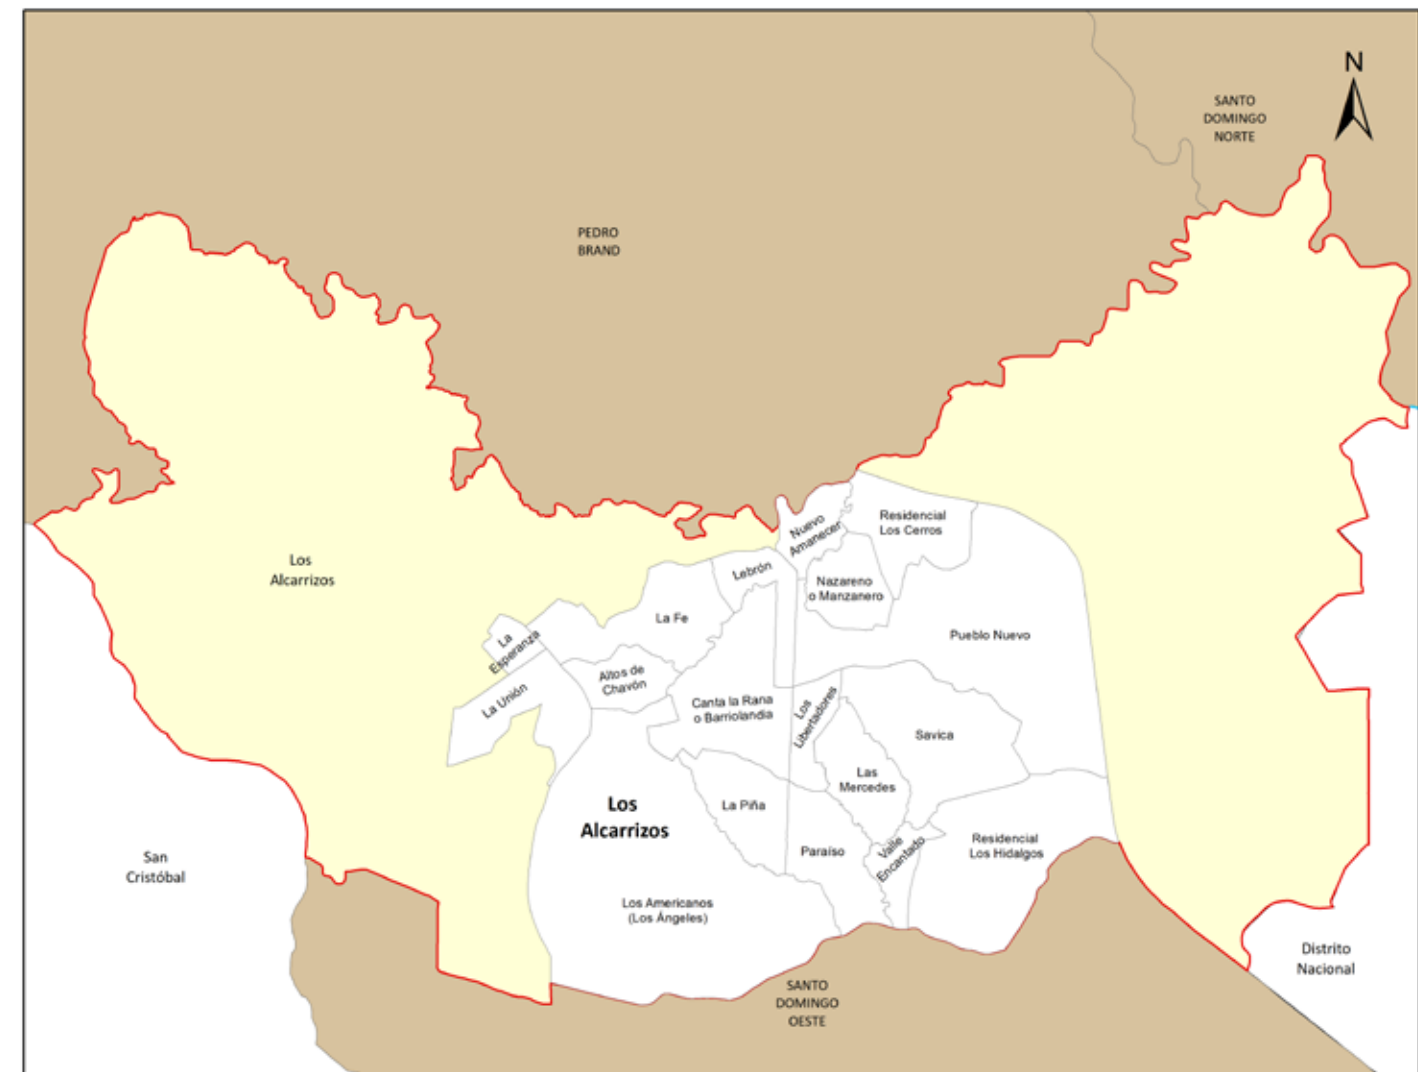 N
SANTO
DOMINGO
NORTE
PEDRO
BRAND
Nuevo
Amanecer
Residencial
Los Cerros
Los
Alcarrizos
Lebrón
Nazareno
o Manzanero
La Fe
Pueblo Nuevo
La
Esperanza
Altos de
Chavón
La Unión
Canta la Rana
o Barriolandia
Los
Libertadores
Savica
Las
Mercedes
Los
Alcarrizos
La Piña
Paraíso
Valle
Encantado
Residencial
Los Hidalgos
San
Cristóbal
Los Americanos
(Los Ángeles)
Distrito
Nacional
SANTO
DOMINGO
OESTE